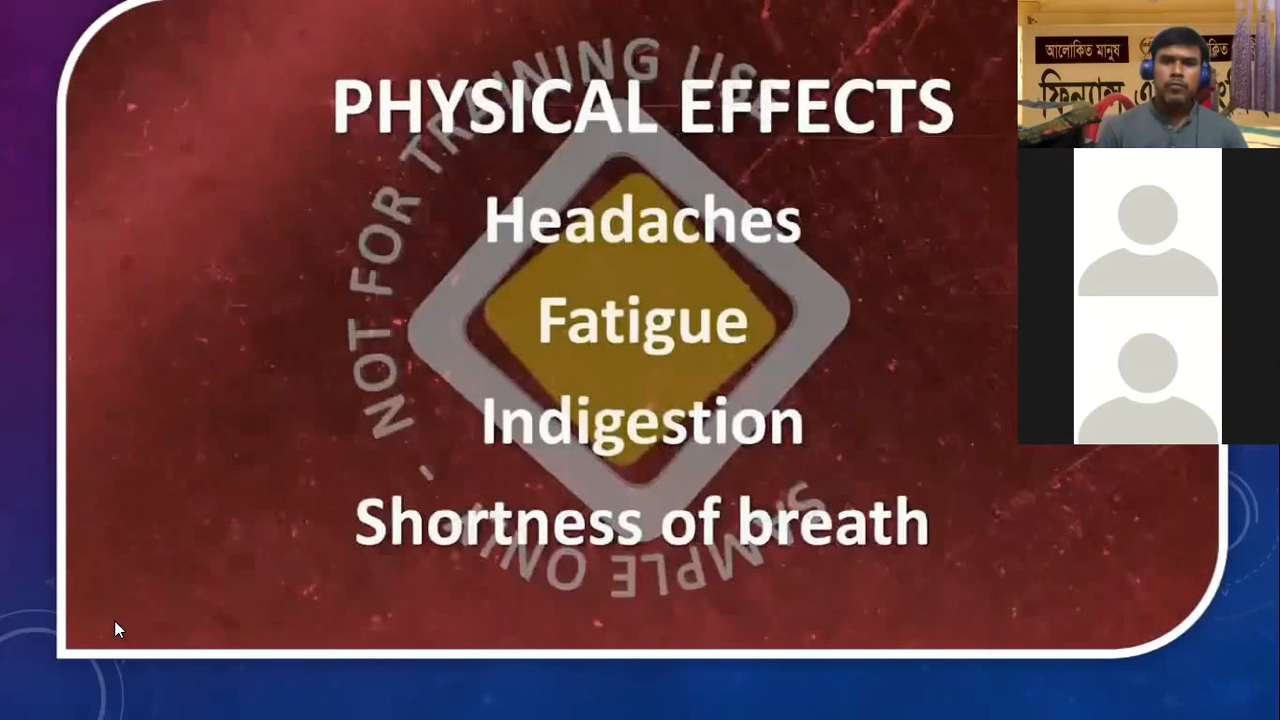 PHYSICAL EFFECTS
Headaches
Fatigue
Indigestion
Shortness of breath
SAMPLE ONLY - NOT FOR TRAINING USE
আলোকিত মানুষ
ফিন্যান্স